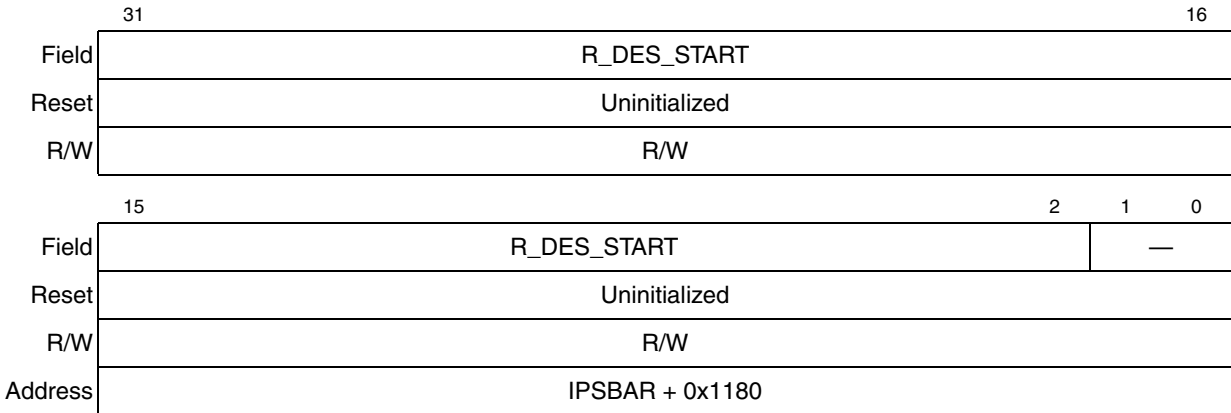 31 16
Field R_DES_START
Reset Uninitialized
R/W R/W
15 2 1 0
Field R_DES_START —
Reset Uninitialized
R/W R/W
Address IPSBAR + 0x1180